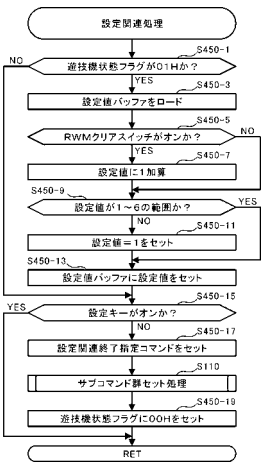 設定関連処理
S450-1
NO
遊技機状態フラグが01Hか?
YES
S450-3
設定値バッファをロード
S450-5
RWMクリアスイッチがオンか?
NO
YES
S450-7
設定値に1加算
S450-9
設定値が1~6の範囲か?
YES
NO
S450-11
設定値=1をセット
S450-13
設定値バッファに設定値をセット
S450-15
YES
設定キーがオンか?
NO
S450-17
設定関連終了指定コマンドをセット
S110
サブコマンド群セット処理
S450-19
遊技機状態フラグに00Hをセット
RET